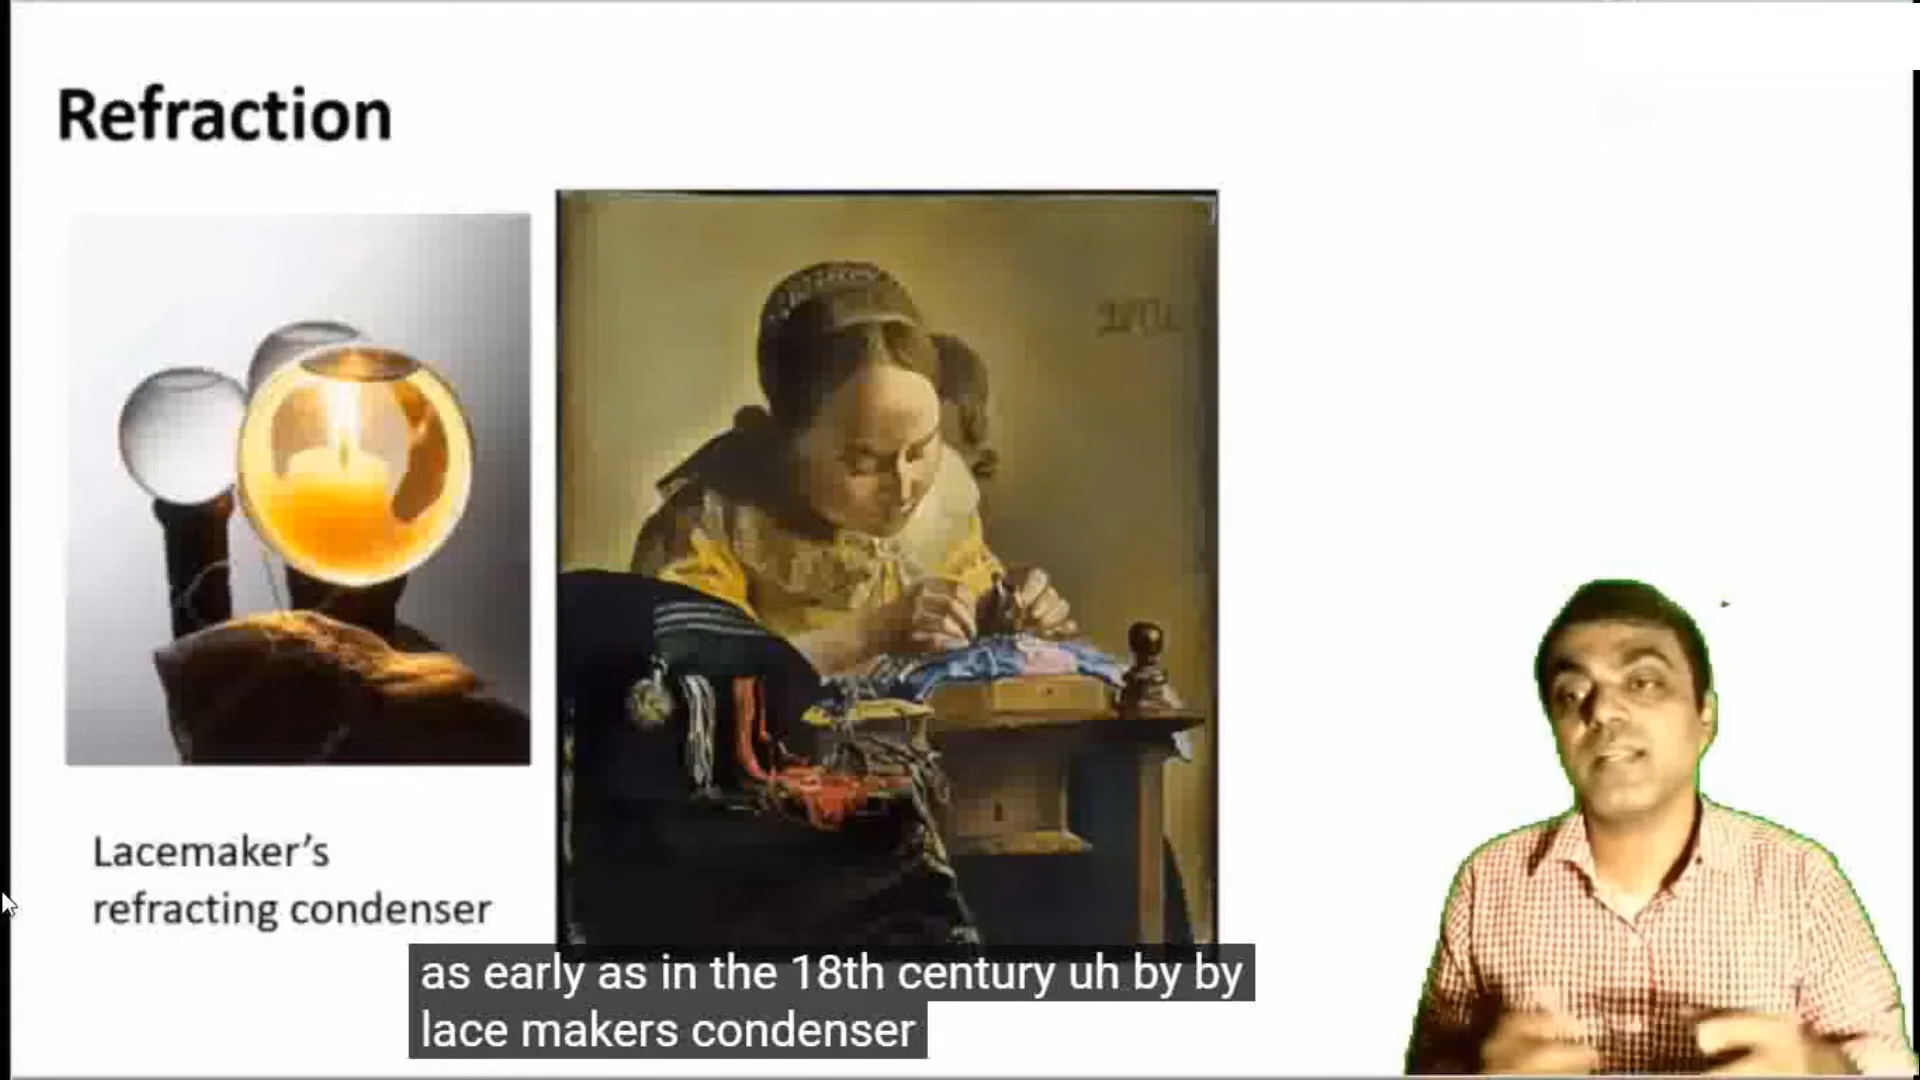 Refraction
Lacemaker's
refracting condenser
as early as in the 18th century uh by by
lace makers condenser